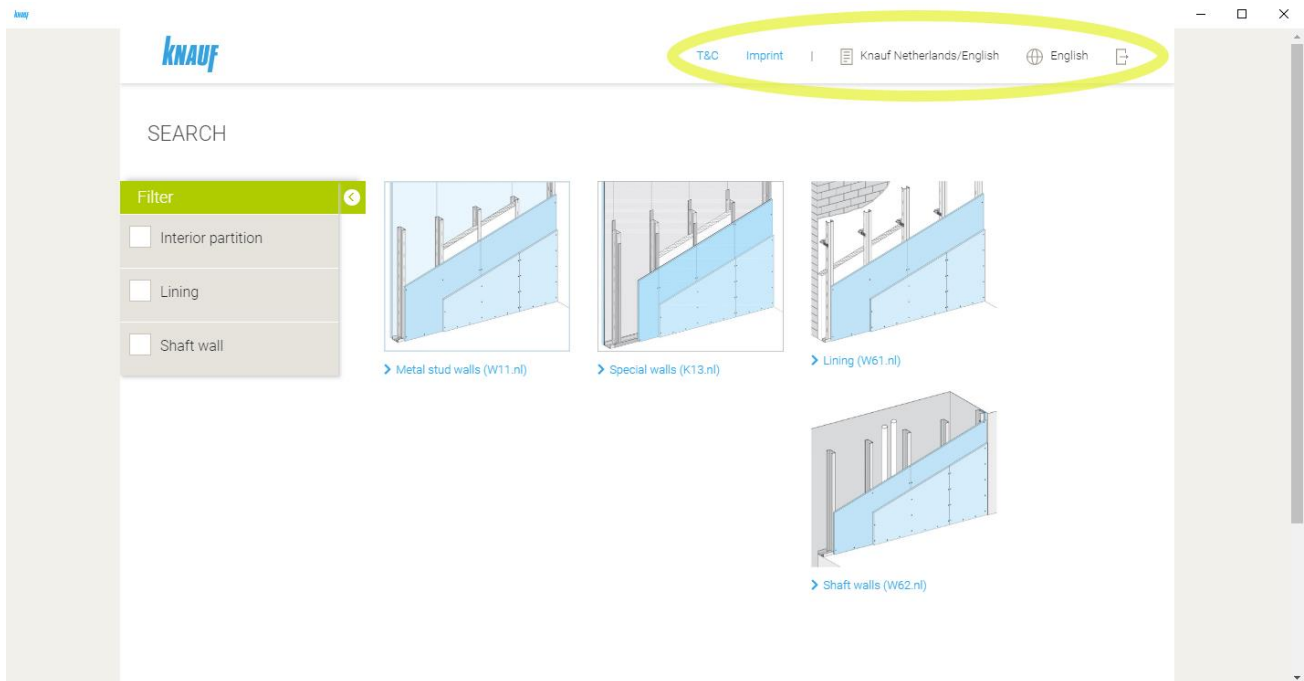 knauf
KNAUF
T&C Imprint | Knauf Netherlands/English English
SEARCH
Filter
Interior partition
Lining
Shaft wall
Metal stud walls (W11.nl)
Special walls (K13.nl)
Lining (W61.nl)
Shaft walls (W62.nl)